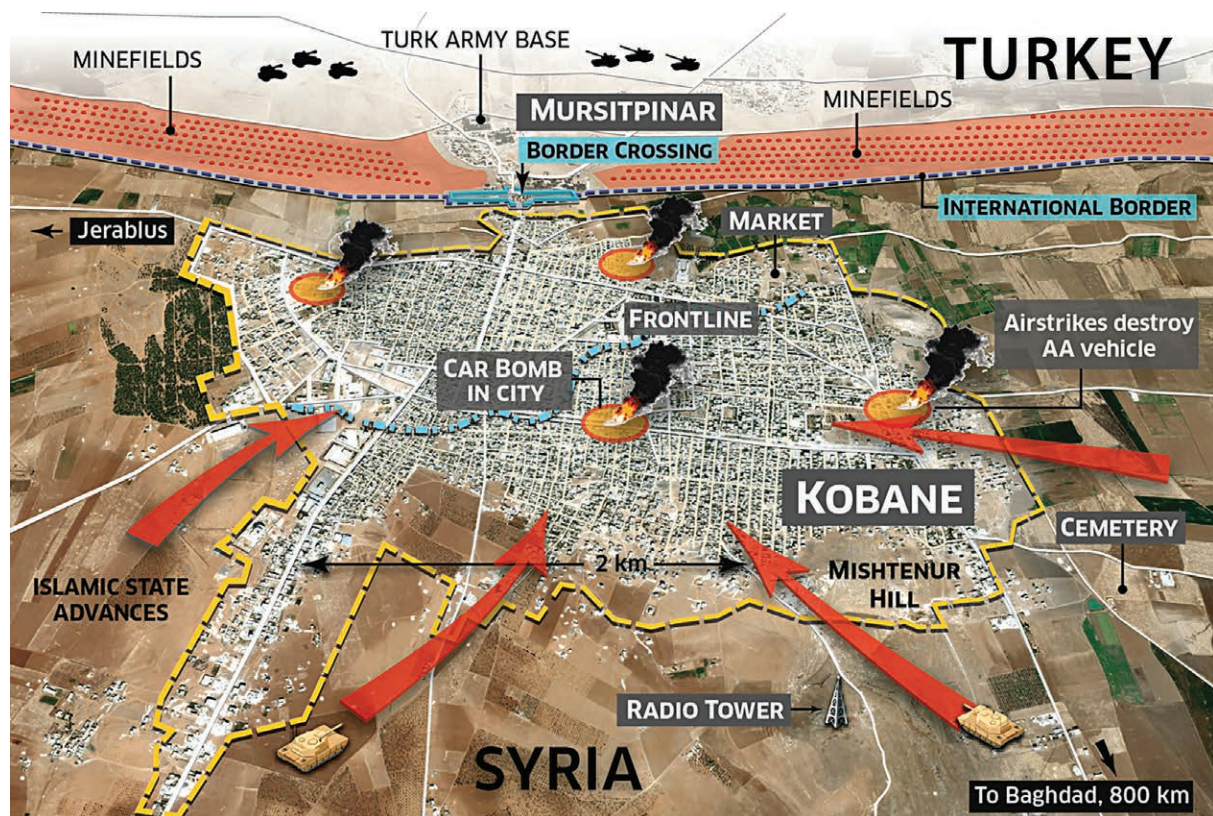 TURK ARMY BASE
TURKEY
MINEFIELDS
MINEFIELDS
MURSITPINAR
BORDER CROSSING
INTERNATIONAL BORDER
Jerablus
MARKET
FRONTLINE
Airstrikes destroy
AA vehicle
CAR BOMB
IN CITY
KOBANE
CEMETERY
2 km
MISHTENUR
HILL
ISLAMIC STATE
ADVANCES
RADIO TOWER
SYRIA
To Baghdad, 800 km